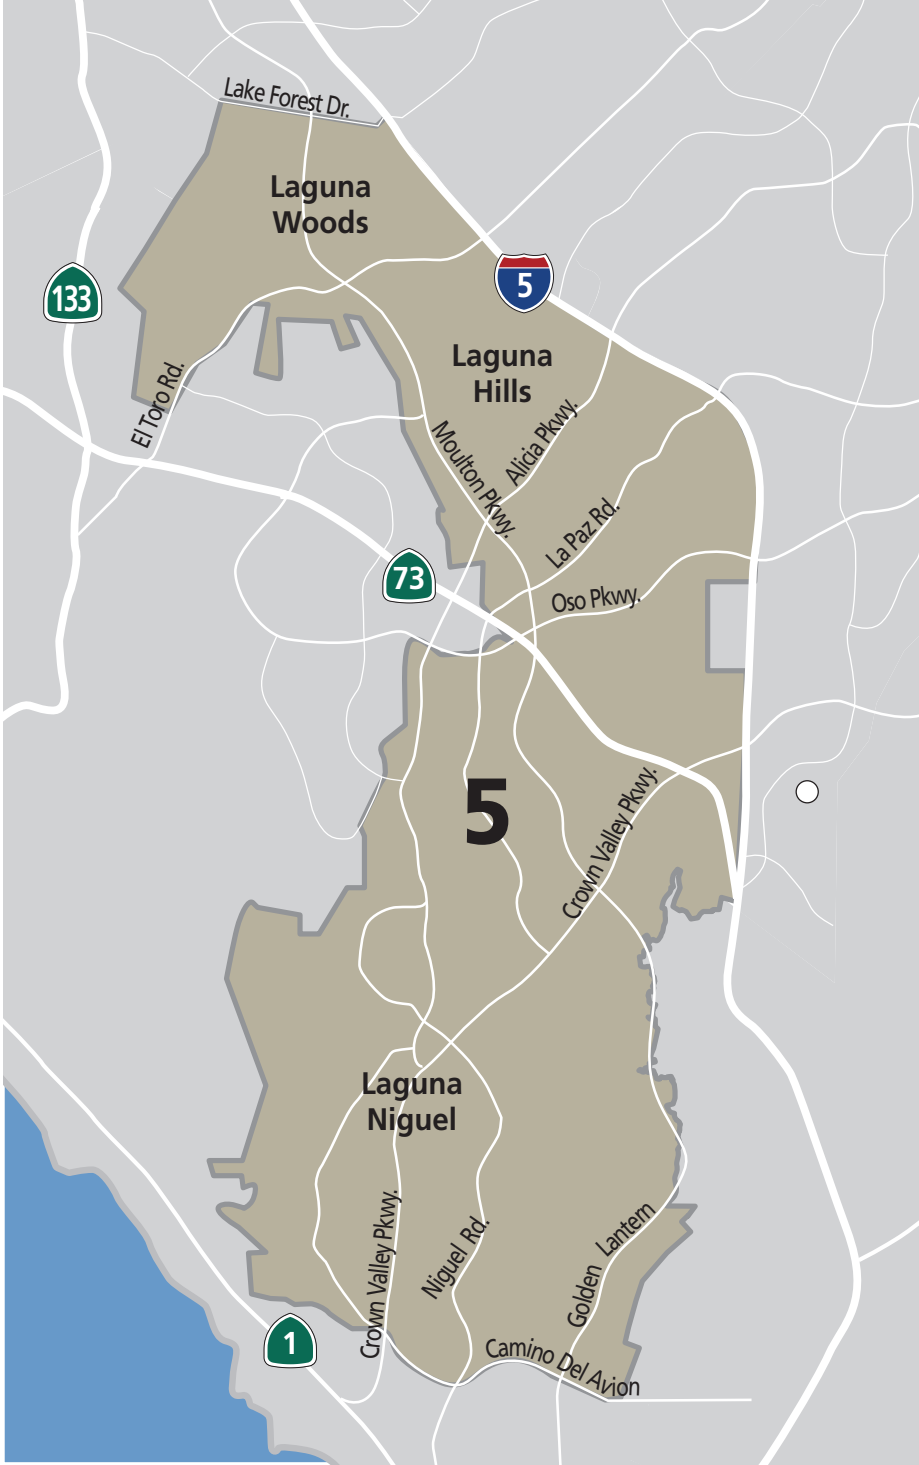 Lake Forest Dr.
Laguna
Woods
133
5
Laguna
Hills
El Toro Rd.
Alicia Pkwy.
Moulton Pkwy.
La Paz Rd.
73
Oso Pkwy.
5
Crown Valley Pkwy.
Laguna
Niguel
Crown Valley Pkwy.
Niguel Rd.
Golden Lantern
1
Camino Del Avion